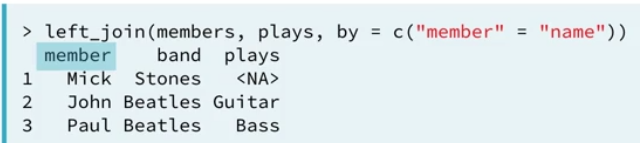 > left_join(members, plays, by = c("member" = "name"))
member band plays
1 Mick Stones <NA>
2 John Beatles Guitar
3 Paul Beatles Bass